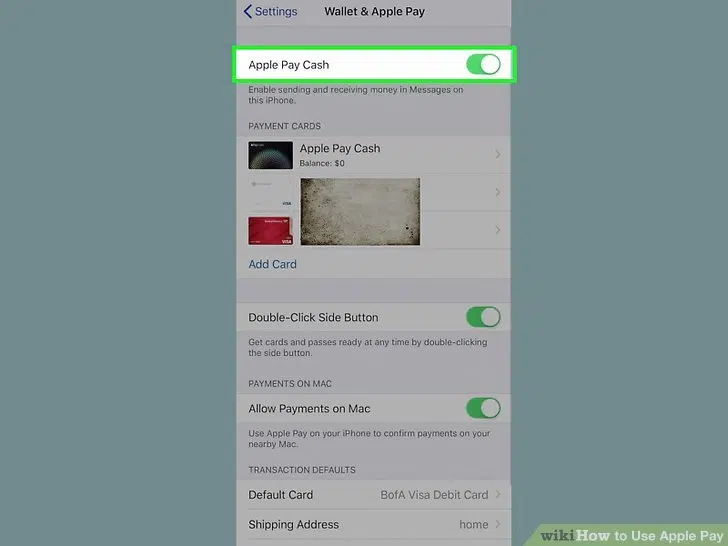 Settings
Wallet & Apple Pay
Apple Pay Cash
Enable sending and receiving money in Messages on
this iPhone.
PAYMENT CARDS
Apple Pay Cash
Balance: $0
VISA
VISA
Add Card
Double-Click Side Button
Get cards and passes ready at any time by double-clicking
the side button.
PAYMENTS ON MAC
Allow Payments on Mac
Use Apple Pay on your iPhone to confirm payments on your
nearby Mac.
TRANSACTION DEFAULTS
Default Card BofA Visa Debit Card
Shipping Address home
wikiHow to Use Apple Pay